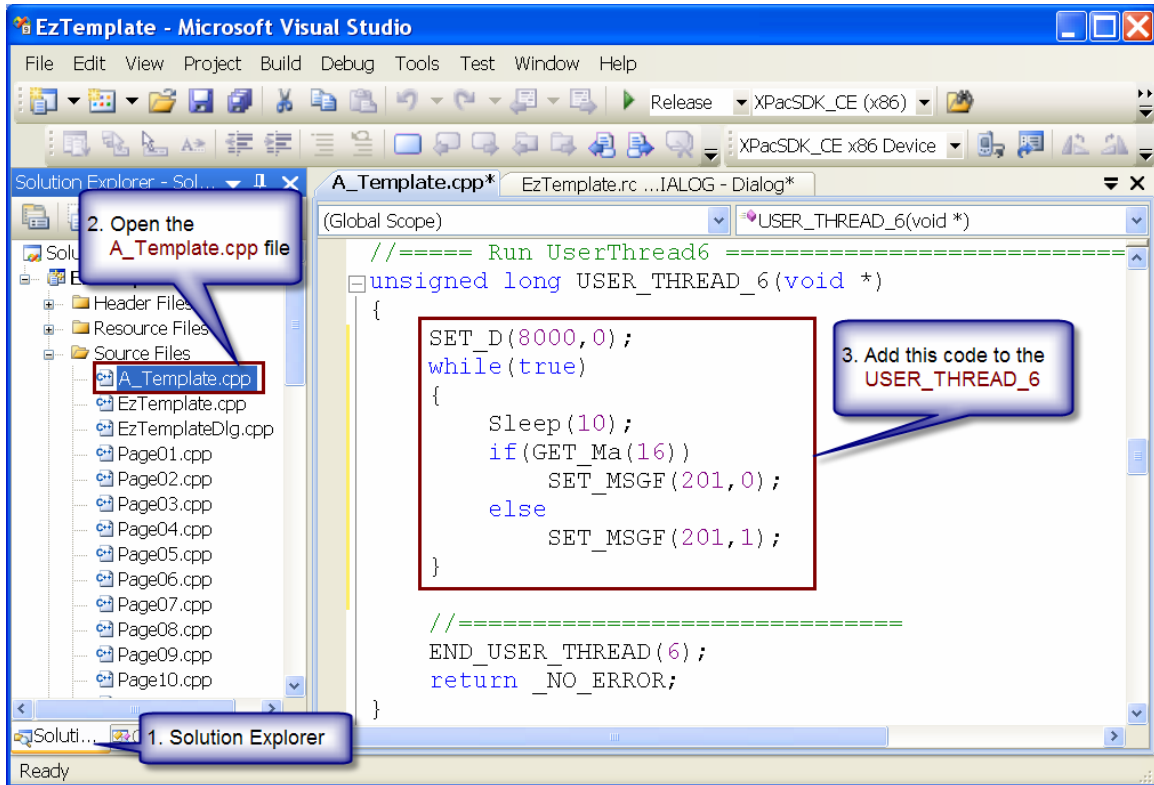 EzTemplate - Microsoft Visual Studio
File Edit View Project Build Debug Tools Test Window Help
Release XPacSDK_CE (x86)
XPacSDK_CE x86 Device
Solution Explorer - Sol...
A_Template.cpp* EzTemplate.rc ...IALOG - Dialog*
(Global Scope) USER_THREAD_6(void *)
2. Open the
A_Template.cpp file
Solu
E
Header Files
Resource Files
Source Files
A_Template.cpp
EzTemplate.cpp
EzTemplateDlg.cpp
Page01.cpp
Page02.cpp
Page03.cpp
Page04.cpp
Page05.cpp
Page06.cpp
Page07.cpp
Page08.cpp
Page09.cpp
Page10.cpp
//===== Run UserThread6 ===========================
unsigned long USER_THREAD_6(void *)
{
SET_D(8000,0);
while(true)
{
Sleep(10);
if(GET_Ma(16))
SET_MSGF(201,0);
else
SET_MSGF(201,1);
}
//==============================
END_USER_THREAD(6);
return _NO_ERROR;
}
3. Add this code to the
USER_THREAD_6
Soluti...
1. Solution Explorer
Ready